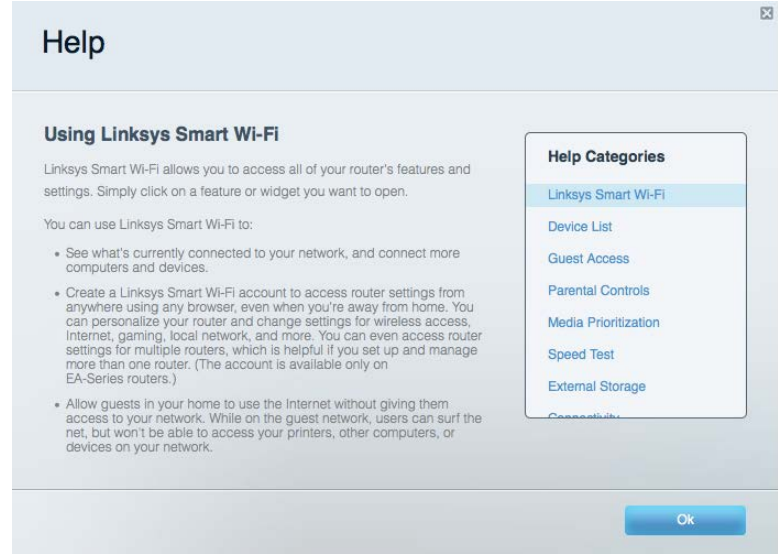 Help
Using Linksys Smart Wi-Fi
Linksys Smart Wi-Fi allows you to access all of your router's features and
settings. Simply click on a feature or widget you want to open.
You can use Linksys Smart Wi-Fi to:
• See what's currently connected to your network, and connect more
computers and devices.
• Create a Linksys Smart Wi-Fi account to access router settings from
anywhere using any browser, even when you're away from home. You
can personalize your router and change settings for wireless access,
Internet, gaming, local network, and more. You can even access router
settings for multiple routers, which is helpful if you set up and manage
more than one router. (The account is available only on
EA-Series routers.)
• Allow guests in your home to use the Internet without giving them
access to your network. While on the guest network, users can surf the
net, but won't be able to access your printers, other computers, or
devices on your network.
Help Categories
Linksys Smart Wi-Fi
Device List
Guest Access
Parental Controls
Media Prioritization
Speed Test
External Storage
Connectivity
Ok